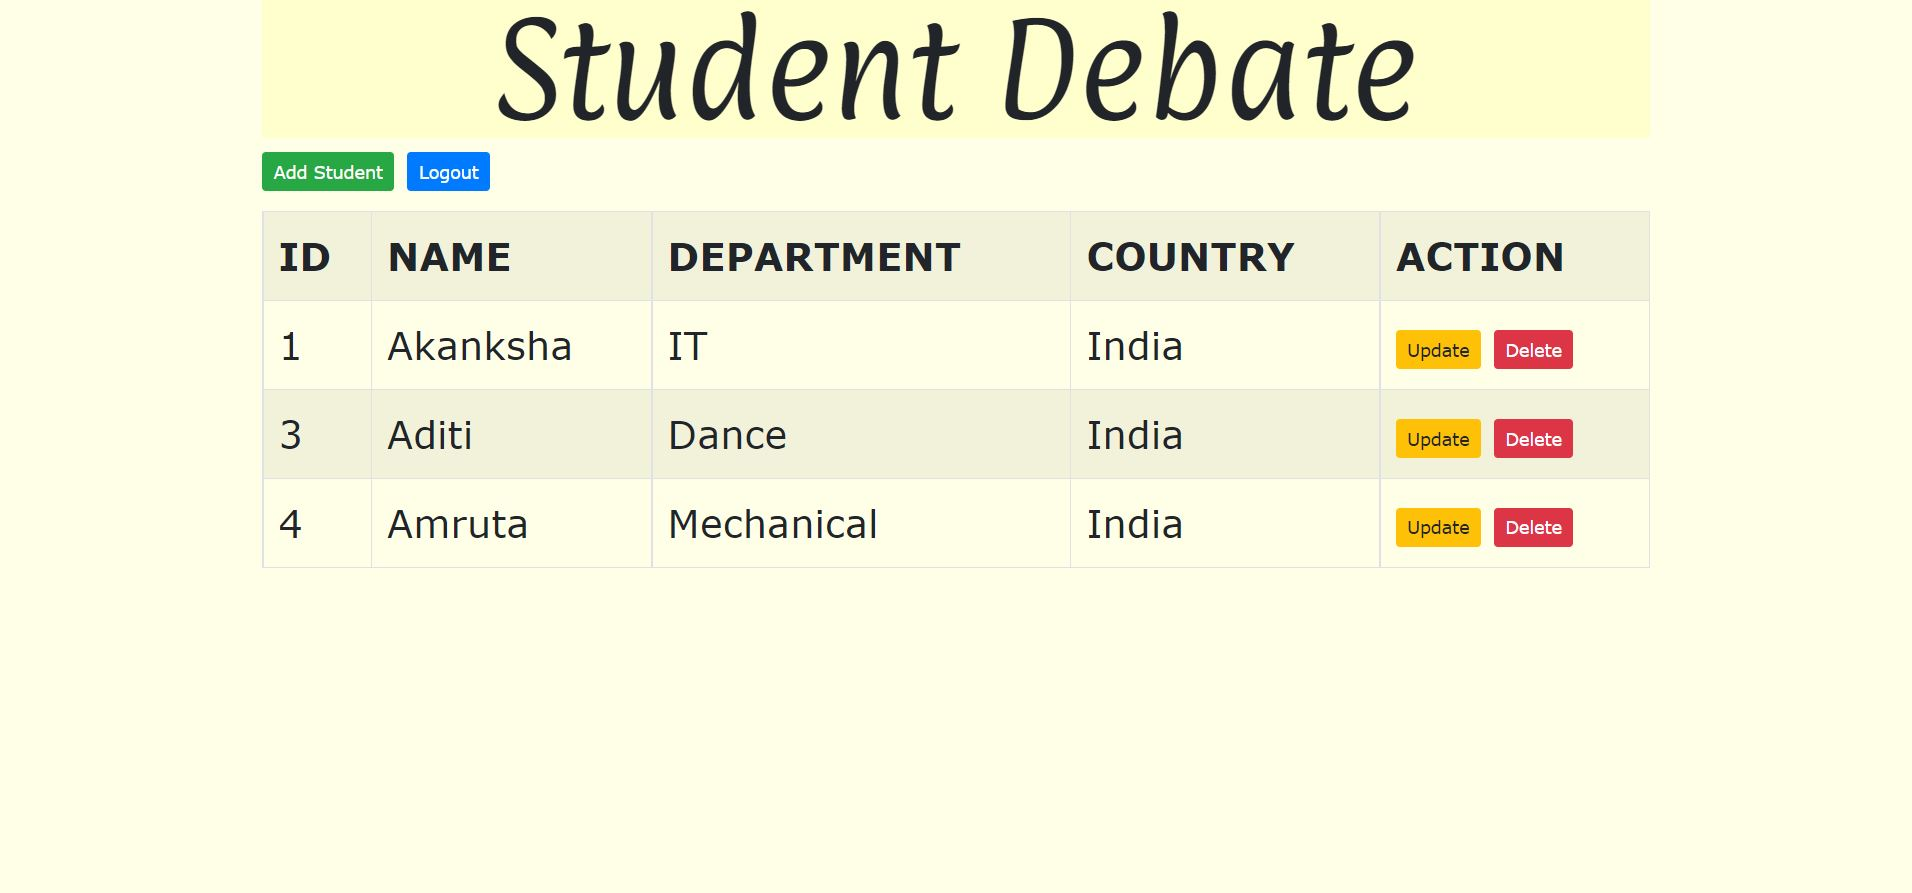 Student Debate
Add Student Logout
ID NAME DEPARTMENT COUNTRY ACTION
1 Akanksha IT India Update Delete
3 Aditi Dance India Update Delete
4 Amruta Mechanical India Update Delete